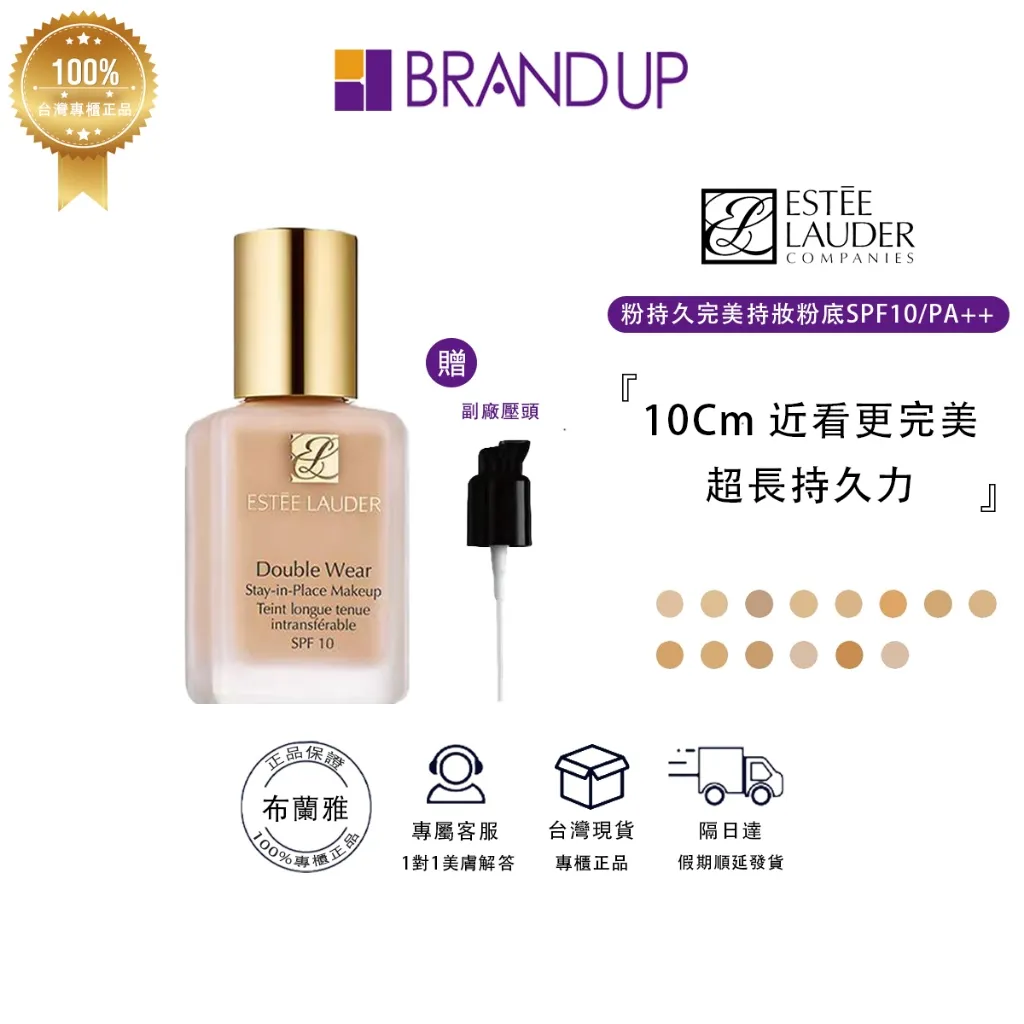 100%
台灣專櫃正品
BRANDUP
ESTĒE
LAUDER
COMPANIES
粉持久完美持妝粉底SPF10/PA++
『10Cm 近看更完美
超長持久力』
贈
副廠壓頭
ESTĒE LAUDER
Double Wear
Stay-in-Place Makeup
Teint longue tenue
intransférable
SPF 10
正品保證
布蘭雅
100%專櫃正品
專屬客服
1對1美膚解答
台灣現貨
專櫃正品
隔日達
假期順延發貨